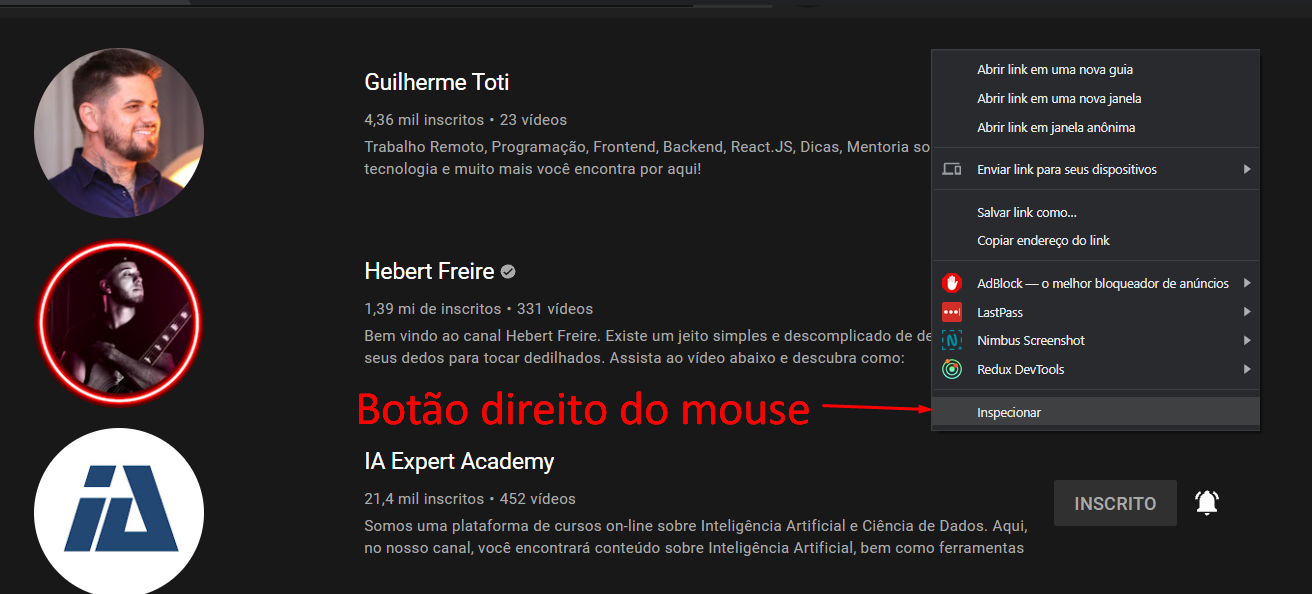 Guilherme Toti
4,36 mil inscritos • 23 vídeos
Trabalho Remoto, Programação, Frontend, Backend, React.JS, Dicas, Mentoria so
tecnologia e muito mais você encontra por aqui!
Hebert Freire
1,39 mi de inscritos • 331 vídeos
Bem vindo ao canal Hebert Freire. Existe um jeito simples e descomplicado de de
seus dedos para tocar dedilhados. Assista ao vídeo abaixo e descubra como:
Botão direito do mouse
iA
IA Expert Academy
21,4 mil inscritos • 452 vídeos
Somos uma plataforma de cursos on-line sobre Inteligência Artificial e Ciência de Dados. Aqui,
no nosso canal, você encontrará conteúdo sobre Inteligência Artificial, bem como ferramentas
INSCRITO
Abrir link em uma nova guia
Abrir link em uma nova janela
Abrir link em janela anônima
Enviar link para seus dispositivos
Salvar link como...
Copiar endereço do link
AdBlock — o melhor bloqueador de anúncios
LastPass
N
Nimbus Screenshot
Redux DevTools
Inspecionar